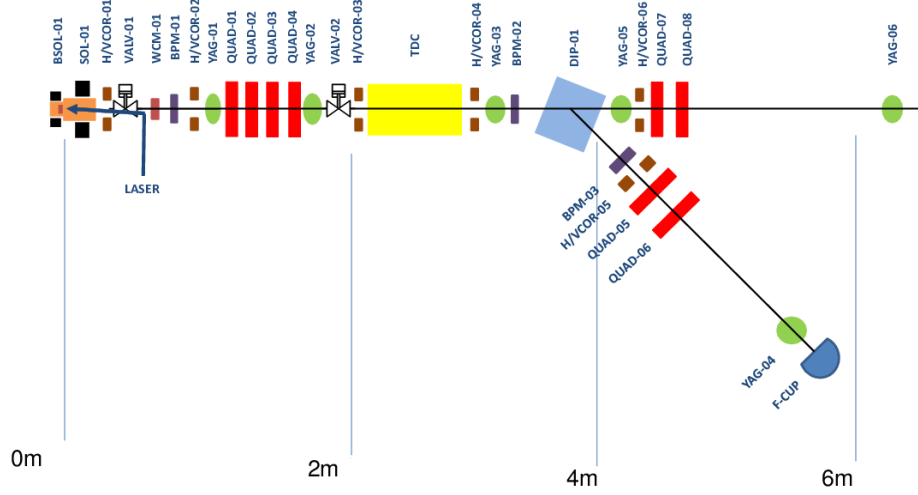 BSOL-01
SOL-01
H/VCOR-01
VALV-01
WCM-01
BPM-01
H/VCOR-02
YAG-01
QUAD-01
QUAD-02
QUAD-03
QUAD-04
YAG-02
VALV-02
H/VCOR-03
TDC
H/VCOR-04
YAG-03
BPM-02
DIP-01
YAG-05
H/VCOR-06
QUAD-07
QUAD-08
YAG-06
LASER
BPM-03
H/VCOR-05
QUAD-05
QUAD-06
YAG-04
F-CUP
0m
2m
4m
6m